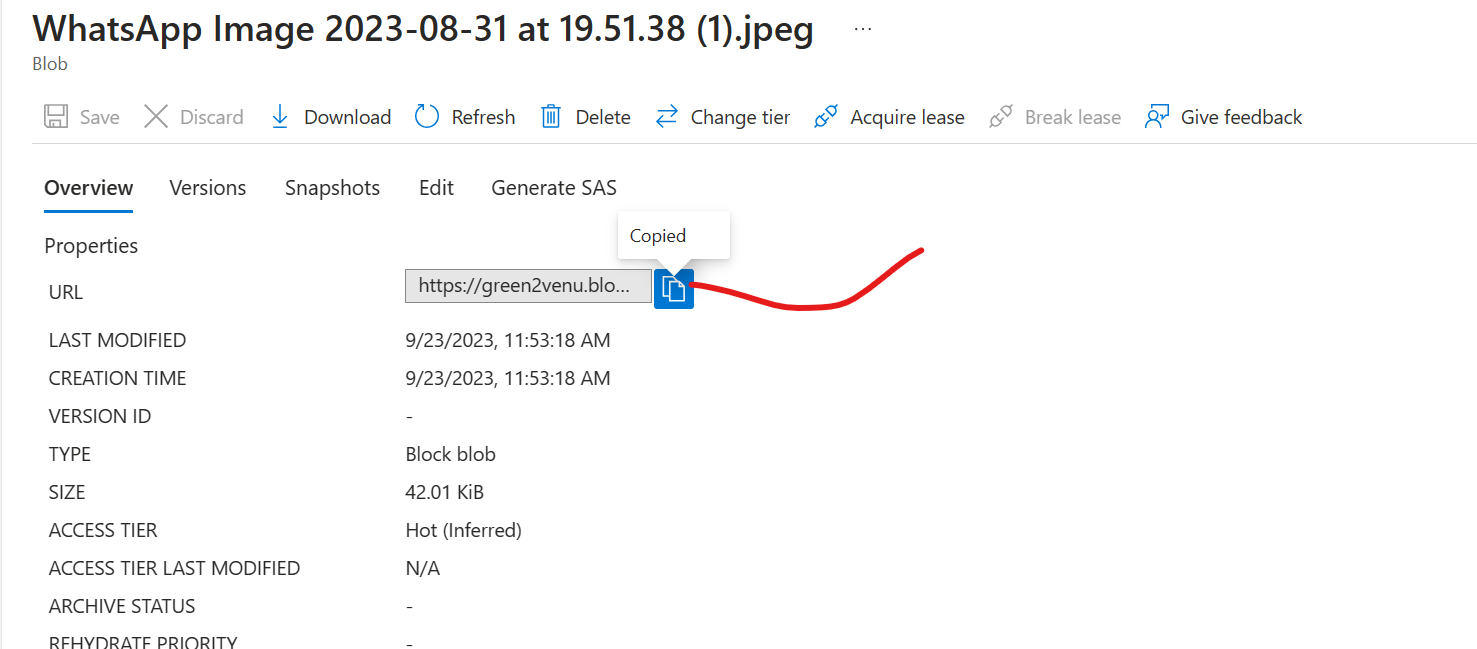 WhatsApp Image 2023-08-31 at 19.51.38 (1).jpeg ...
Blob
Save Discard Download Refresh Delete Change tier Acquire lease Break lease Give feedback
Overview Versions Snapshots Edit Generate SAS
Copied
Properties
URL https://green2venu.blo...
LAST MODIFIED 9/23/2023, 11:53:18 AM
CREATION TIME 9/23/2023, 11:53:18 AM
VERSION ID -
TYPE Block blob
SIZE 42.01 KiB
ACCESS TIER Hot (Inferred)
ACCESS TIER LAST MODIFIED N/A
ARCHIVE STATUS -
REHYDRATE PRIORITY -